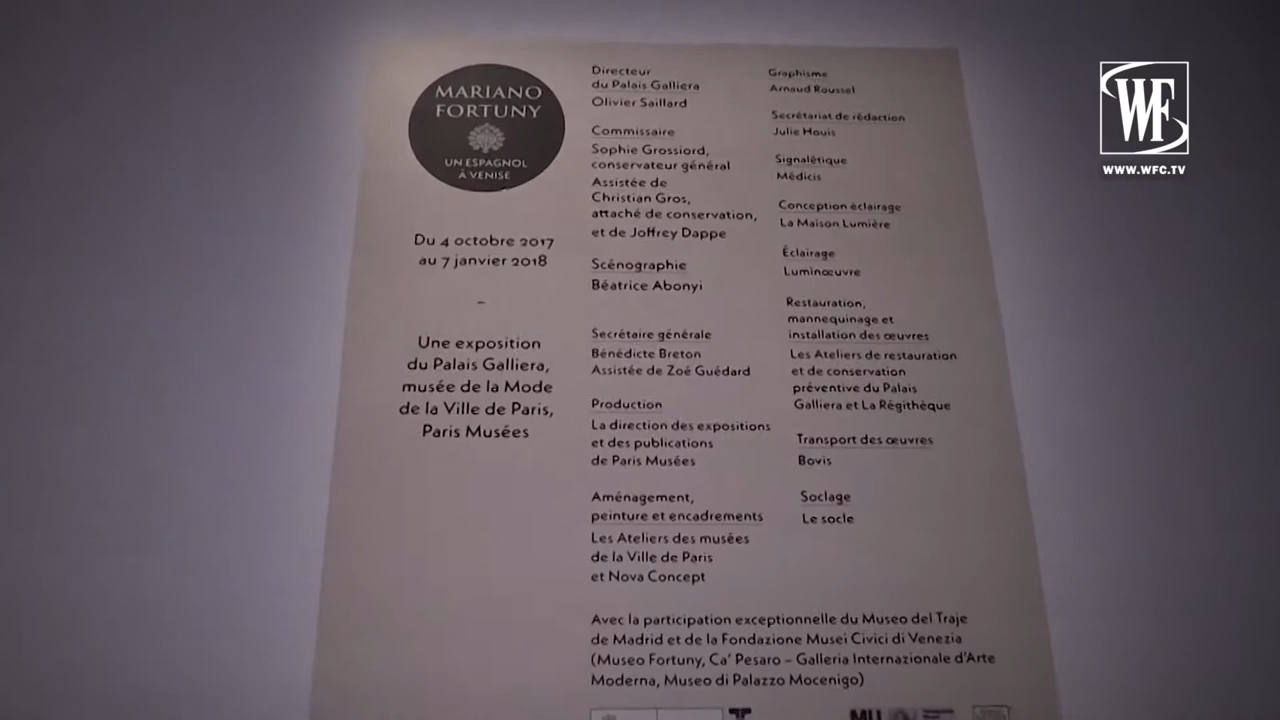 MARIANO
FORTUNY
UN ESPAGNOL
À VENISE
Du 4 octobre 2017
au 7 janvier 2018
–
Une exposition
du Palais Galliera,
musée de la Mode
de la Ville de Paris,
Paris Musées
Directeur
du Palais Galliera
Olivier Saillard
Commissaire
Sophie Grossiord,
conservateur général
Assistée de
Christian Gros,
attaché de conservation,
et de Joffrey Dappe
Scénographie
Béatrice Abonyi
Secrétaire générale
Bénédicte Breton
Assistée de Zoé Guédard
Production
La direction des expositions
et des publications
de Paris Musées
Aménagement,
peinture et encadrements
Les Ateliers des musées
de la Ville de Paris
et Nova Concept
Graphisme
Arnaud Roussel
Secrétariat de rédaction
Julie Houis
Signalétique
Médicis
Conception éclairage
La Maison Lumière
Éclairage
Luminœuvre
Restauration,
mannequinage et
installation des œuvres
Les Ateliers de restauration
et de conservation
préventive du Palais
Galliera et La Régithèque
Transport des œuvres
Bovis
Soclage
Le socle
Avec la participation exceptionnelle du Museo del Traje
de Madrid et de la Fondazione Musei Civici di Venezia
(Museo Fortuny, Ca' Pesaro – Galleria Internazionale d'Arte
Moderna, Museo di Palazzo Mocenigo)
WF
WWW.WFC.TV